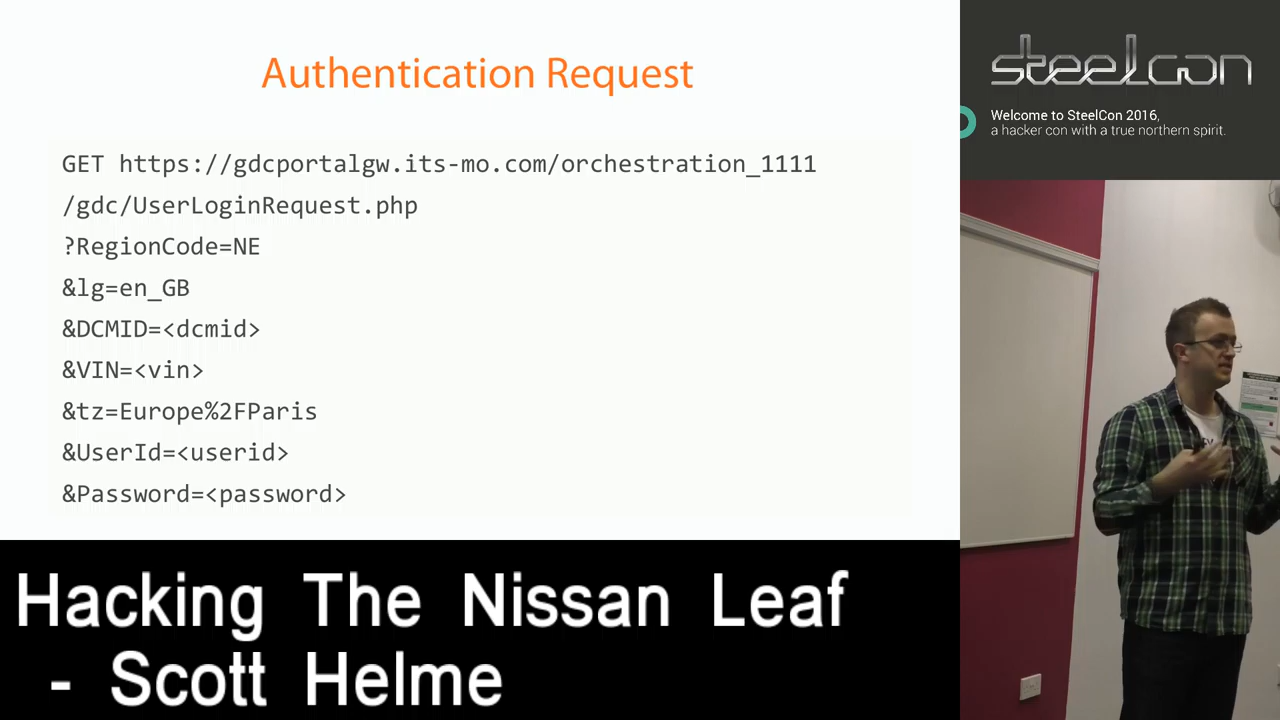 Authentication Request
GET https://gdcportalgw.its-mo.com/orchestration_1111
/gdc/UserLoginRequest.php
?RegionCode=NE
&lg=en_GB
&DCMID=<dcmid>
&VIN=<vin>
&tz=Europe%2FParis
&UserId=<userid>
&Password=<password>
steelcon
Welcome to SteelCon 2016,
a hacker con with a true northern spirit.
Hacking The Nissan Leaf
- Scott Helme